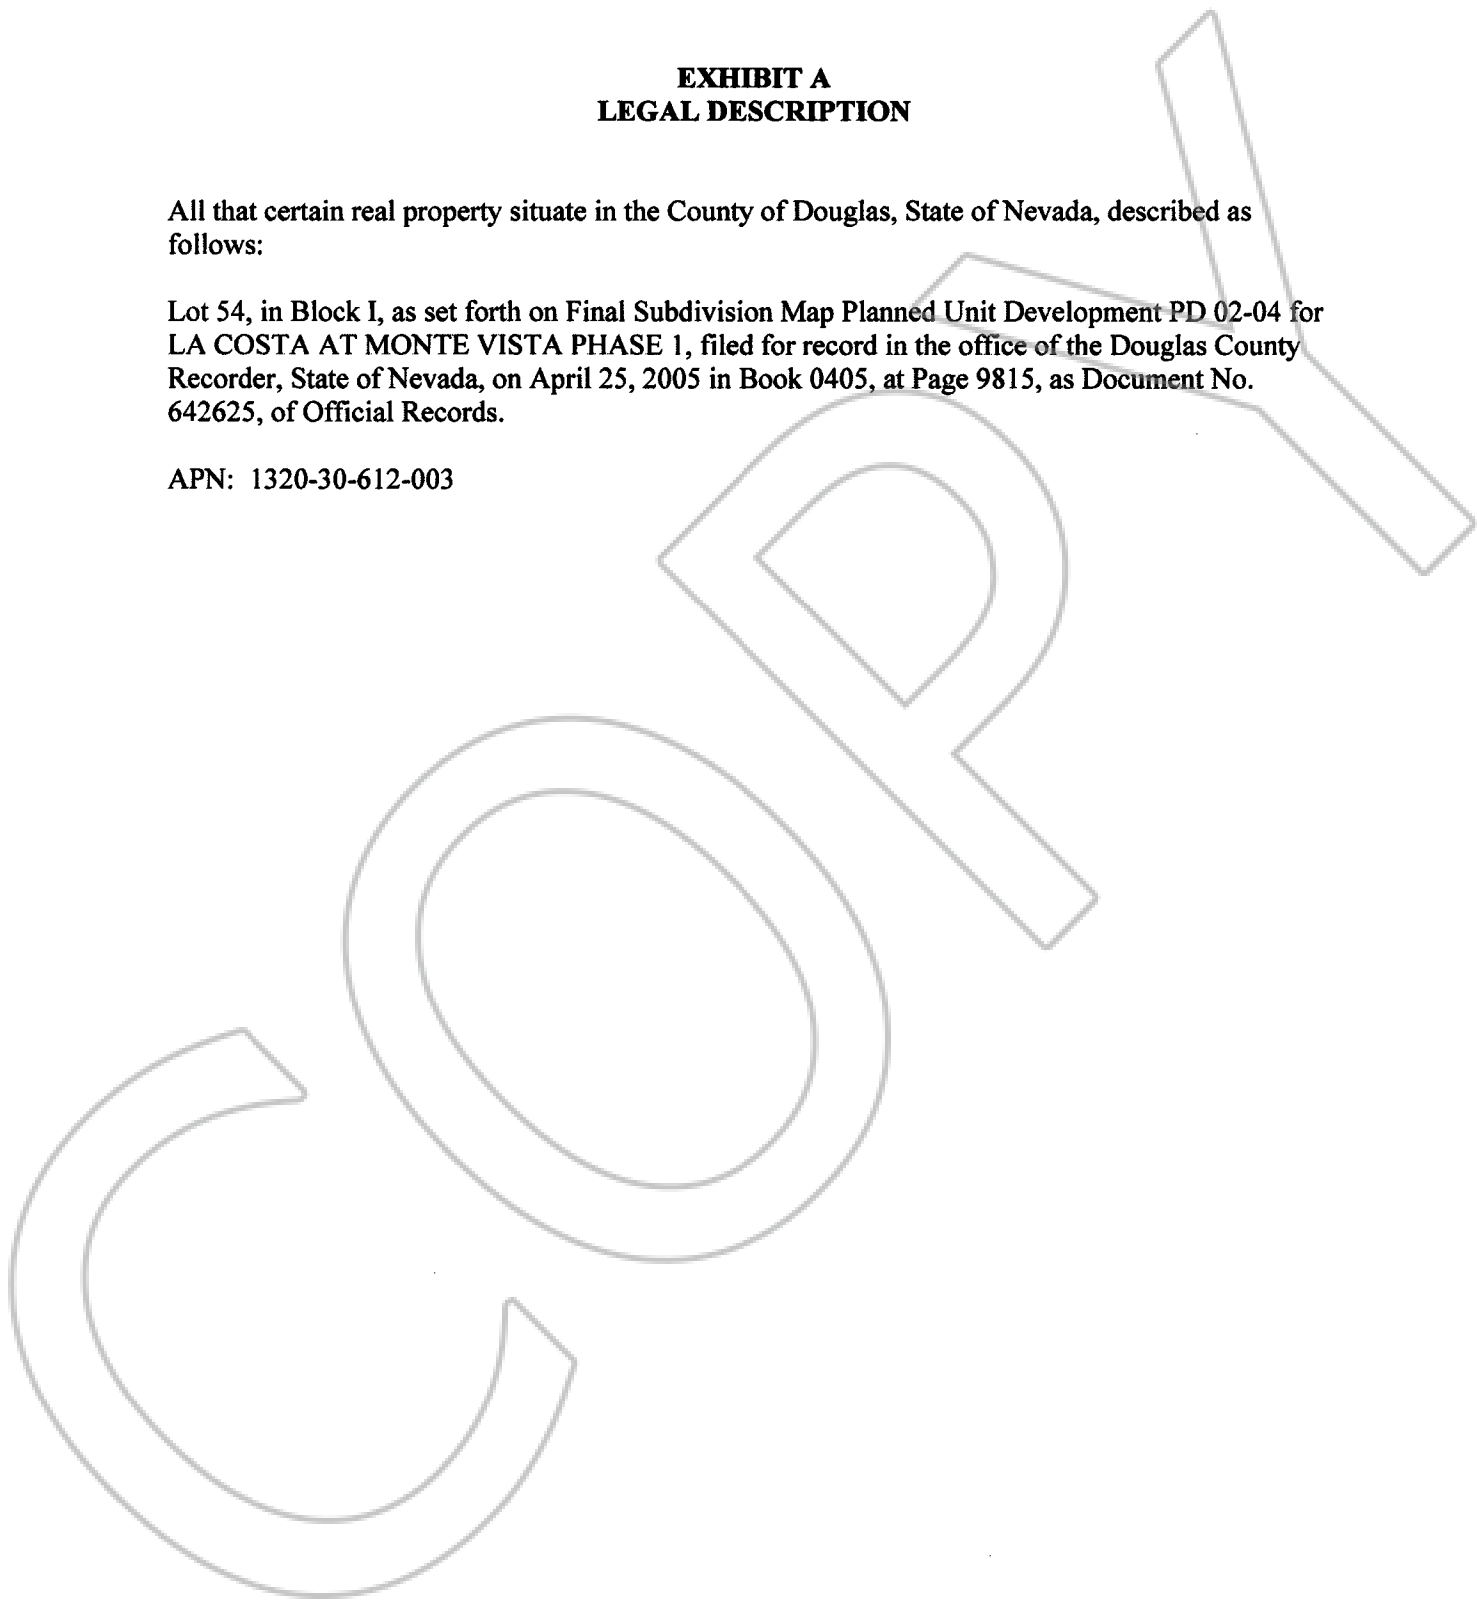 EXHIBIT A
LEGAL DESCRIPTION
All that certain real property situate in the County of Douglas, State of Nevada, described as
follows:
Lot 54, in Block I, as set forth on Final Subdivision Map Planned Unit Development PD 02-04 for
LA COSTA AT MONTE VISTA PHASE 1, filed for record in the office of the Douglas County
Recorder, State of Nevada, on April 25, 2005 in Book 0405, at Page 9815, as Document No.
642625, of Official Records.
APN: 1320-30-612-003
COPY